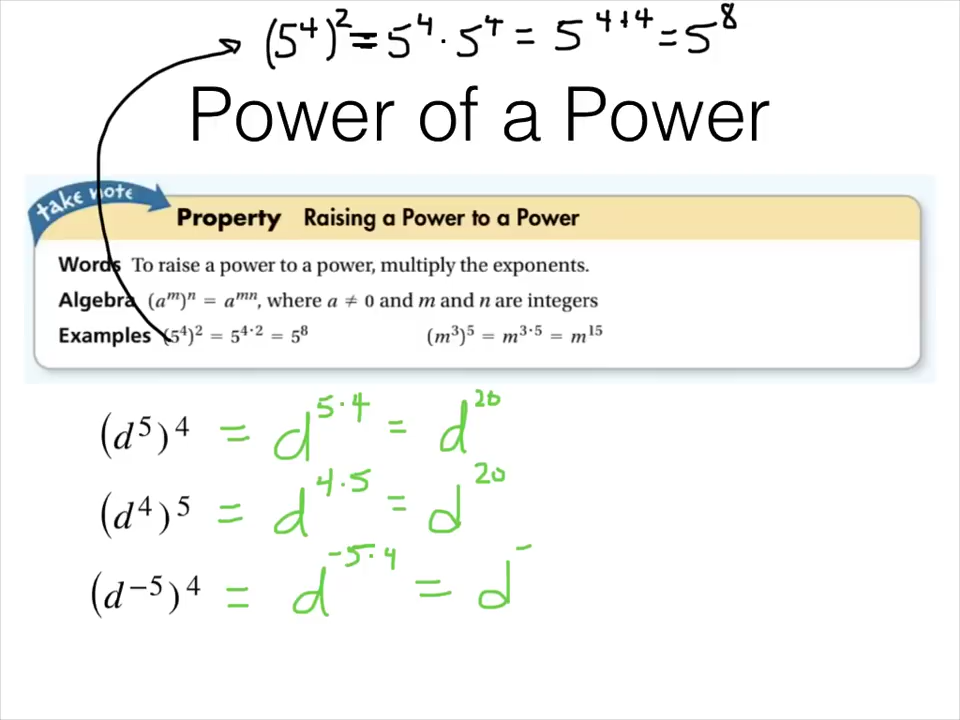 (5⁴)² = 5⁴ · 5⁴ = 5⁴⁺⁴ = 5⁸
Power of a Power
take note
Property Raising a Power to a Power
Words To raise a power to a power, multiply the exponents.
Algebra (aᵐ)ⁿ = aᵐⁿ, where a ≠ 0 and m and n are integers
Examples (5⁴)² = 5⁴·² = 5⁸ (m³)⁵ = m³·⁵ = m¹⁵
(d⁵)⁴ = d⁵·⁴ = d²⁰
(d⁴)⁵ = d⁴·⁵ = d²⁰
(d⁻⁵)⁴ = d⁻⁵·⁴ = d⁻